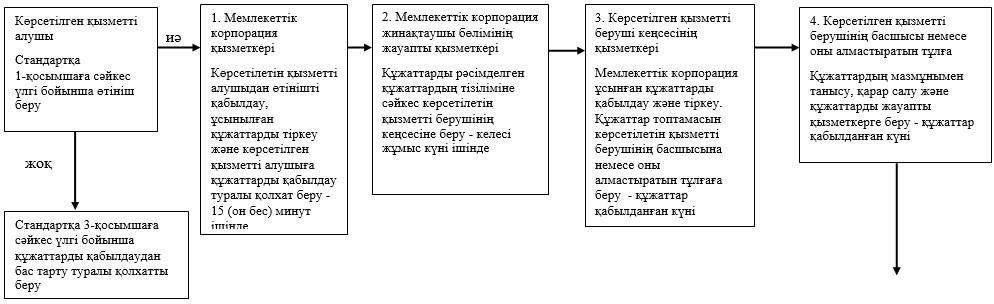 Көрсетілген қызметті
алушы
Стандартқа
1-қосымшаға сәйкес
үлгі бойынша өтініш
беру
иә
жоқ
Стандартқа 3-қосымшаға
сәйкес үлгі бойынша
құжаттарды қабылдаудан
бас тарту туралы қолхатты
беру
1. Мемлекеттік
корпорация
қызметкері
Көрсетілетін қызметті
алушыдан өтінішті
қабылдау,
ұсынылған
құжаттарды тіркеу
және көрсетілген
қызметті алушыға
құжаттарды қабылдау
туралы қолхат беру -
15 (он бес) минут
ішінде
2. Мемлекеттік корпорация
жинақтаушы бөлімінің
жауапты қызметкері
Құжаттарды рәсімделген
құжаттардың тізіліміне
сәйкес көрсетілетін
қызметті берушінің
кеңсесіне беру - келесі
жұмыс күні ішінде
3. Көрсетілген қызметті
беруші кеңсесінің
қызметкері
Мемлекеттік корпорация
ұсынған құжаттарды
қабылдау және тіркеу.
Құжаттар топтамасын
көрсетілетін қызметті
берушінің басшысына
немесе оны
алмастыратын тұлғаға
беру - құжаттар
қабылданған күні
4. Көрсетілген қызметті
берушінің басшысы немесе
оны алмастыратын тұлға
Құжаттардың мазмұнымен
танысу, қарар салу және
құжаттарды жауапты
қызметкерге беру - құжаттар
қабылданған күні